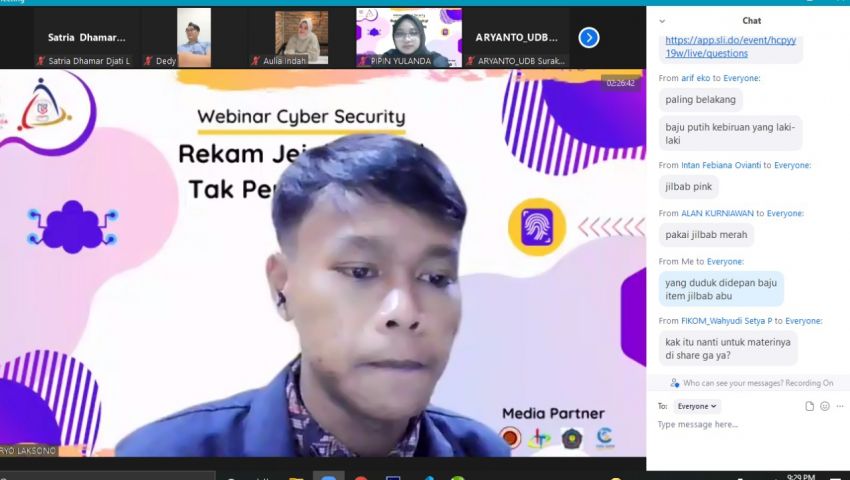 Satria Dhamar...
ARYANTO_UDB...
Satria Dhamar Djati L
Dedy
Aulia Indah
PIPIN YULANDA
ARYANTO_UDB Surak...
02:26:42
Webinar Cyber Security
Rekam Jej
Tak Pe
Media Partner
RYO LAKSONO
Chat
https://app.sli.do/event/hcpyy
19w/live/questions
From arif eko to Everyone:
paling belakang
baju putih kebiruan yang laki-
laki
From Intan Febiana Ovianti to Everyone:
jilbab pink
From ALAN KURNIAWAN to Everyone:
pakai jilbab merah
From Me to Everyone:
yang duduk didepan baju
item jilbab abu
From FIKOM_Wahyudi Setya P to Everyone:
kak itu nanti untuk materinya
di share ga ya?
Who can see your messages? Recording On
To: Everyone
Type message here...
9:29 PM